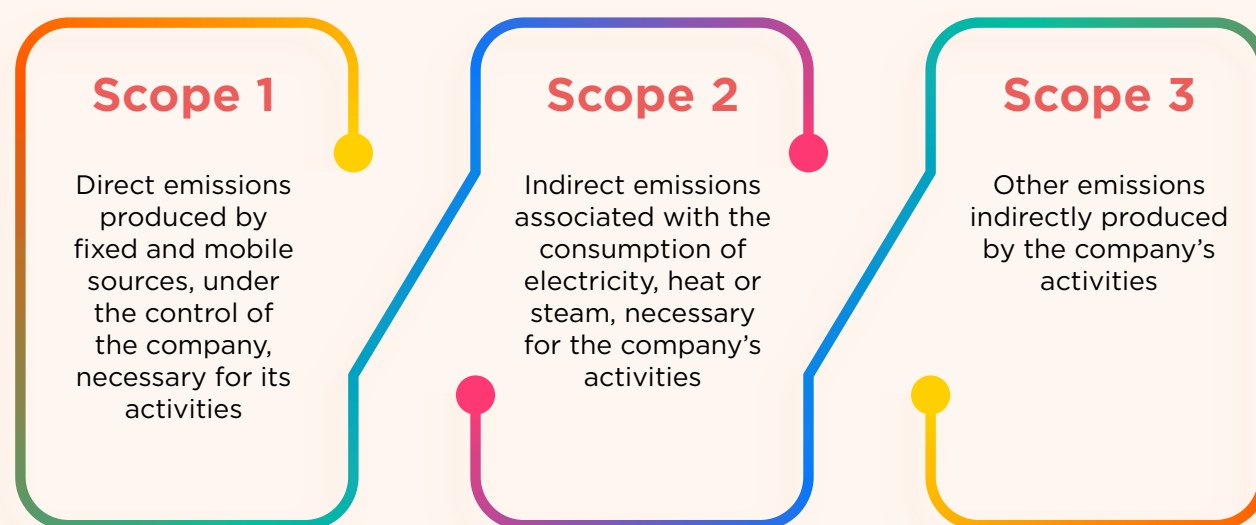 Scope 1
Direct emissions
produced by
fixed and mobile
sources, under
the control of
the company,
necessary for its
activities
Scope 2
Indirect emissions
associated with the
consumption of
electricity, heat or
steam, necessary
for the company’s
activities
Scope 3
Other emissions
indirectly produced
by the company’s
activities